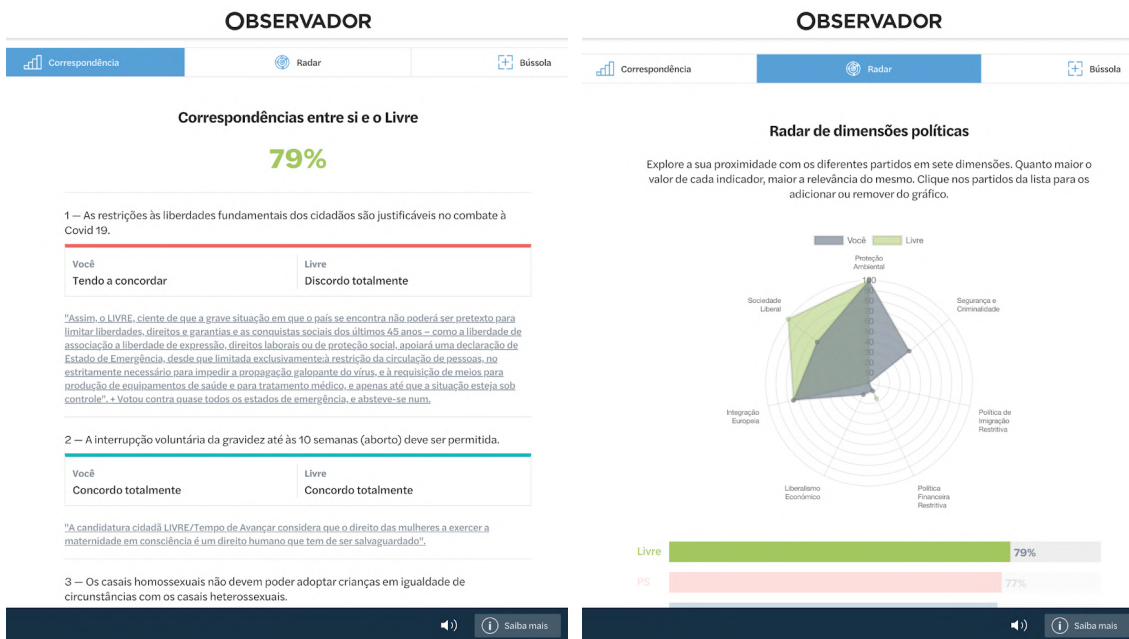 OBSERVADOR
Correspondência
Radar
Bússola
Correspondências entre si e o Livre
79%
1 — As restrições às liberdades fundamentais dos cidadãos são justificáveis no combate à
Covid 19.
Você
Livre
Tendo a concordar
Discordo totalmente
"Assim, o LIVRE, ciente de que a grave situação em que o país se encontra não poderá ser pretexto para
limitar liberdades, direitos e garantias e as conquistas sociais dos últimos 45 anos – como a liberdade de
associação a liberdade de expressão, direitos laborais ou de proteção social, apoiará uma declaração de
Estado de Emergência, desde que limitada exclusivamente:à restrição da circulação de pessoas, no
estritamente necessário para impedir a propagação galopante do vírus, e à requisição de meios para
produção de equipamentos de saúde e para tratamento médico, e apenas até que a situação esteja sob
controle". + Votou contra quase todos os estados de emergência, e absteve-se num.
2 — A interrupção voluntária da gravidez até às 10 semanas (aborto) deve ser permitida.
Você
Livre
Concordo totalmente
Concordo totalmente
"A candidatura cidadã LIVRE/Tempo de Avançar considera que o direito das mulheres a exercer a
maternidade em consciência é um direito humano que tem de ser salvaguardado".
3 — Os casais homossexuais não devem poder adoptar crianças em igualdade de
circunstâncias com os casais heterossexuais.
Saiba mais
OBSERVADOR
Correspondência
Radar
Bússola
Radar de dimensões políticas
Explore a sua proximidade com os diferentes partidos em sete dimensões. Quanto maior o
valor de cada indicador, maior a relevância do mesmo. Clique nos partidos da lista para os
adicionar ou remover do gráfico.
Você
Livre
Proteção
Ambiental
100
Sociedade
Liberal
Segurança e
Criminalidade
Integração
Europeia
Política de
Imigração
Restritiva
Liberalismo
Económico
Política
Financeira
Restritiva
Livre
79%
PS
77%
Saiba mais